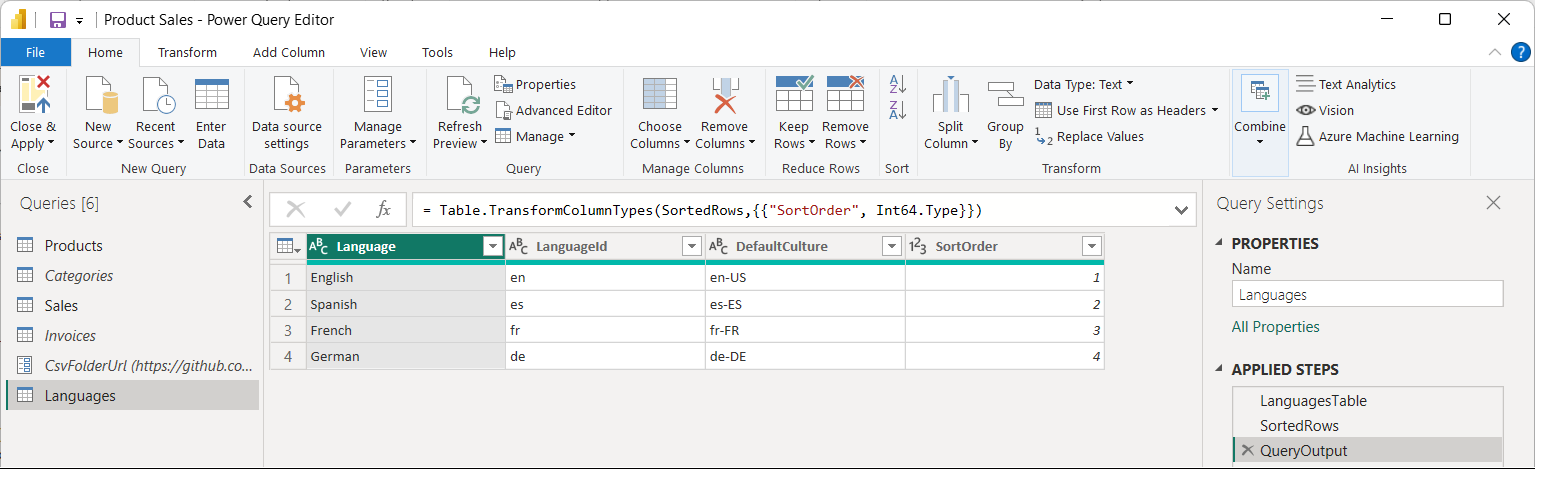 Product Sales - Power Query Editor
File Home Transform Add Column View Tools Help ?
Close & Apply
New Source
Recent Sources
Enter Data
Data source settings
Manage Parameters
Refresh Preview
Properties
Advanced Editor
Manage
Choose Columns
Remove Columns
Keep Rows
Remove Rows
A Z
Z A
Split Column
Group By
Data Type: Text
Use First Row as Headers
1 2 Replace Values
Combine
Text Analytics
Vision
Azure Machine Learning
Close New Query Data Sources Parameters Query Manage Columns Reduce Rows Sort Transform AI Insights
Queries [6]
Products
Categories
Sales
Invoices
CsvFolderUrl (https://github.co...
Languages
fx = Table.TransformColumnTypes(SortedRows,{{"SortOrder", Int64.Type}})
ABC Language ABC LanguageId ABC DefaultCulture 123 SortOrder
1 English en en-US 1
2 Spanish es es-ES 2
3 French fr fr-FR 3
4 German de de-DE 4
Query Settings
PROPERTIES
Name
Languages
All Properties
APPLIED STEPS
LanguagesTable
SortedRows
QueryOutput